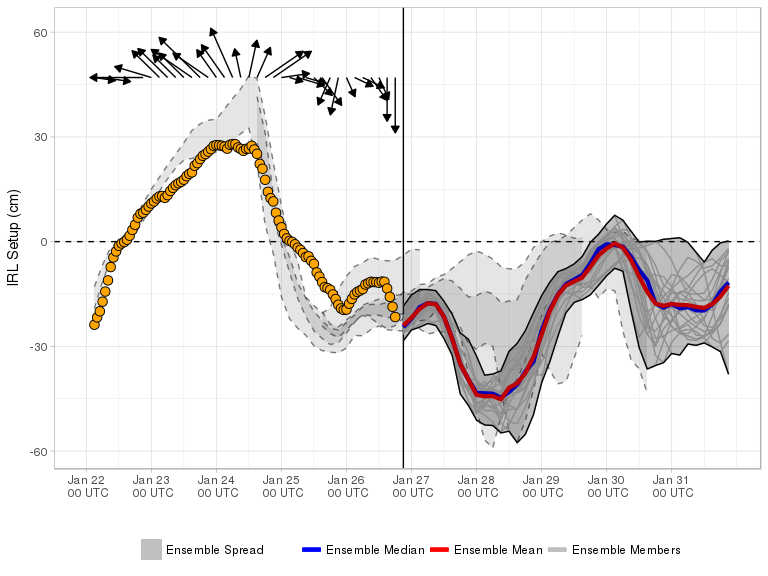 60
30
0
-30
-60
IRL Setup (cm)
Jan 22 Jan 23 Jan 24 Jan 25 Jan 26 Jan 27 Jan 28 Jan 29 Jan 30 Jan 31
00 UTC 00 UTC 00 UTC 00 UTC 00 UTC 00 UTC 00 UTC 00 UTC 00 UTC 00 UTC
Ensemble Spread Ensemble Median Ensemble Mean Ensemble Members